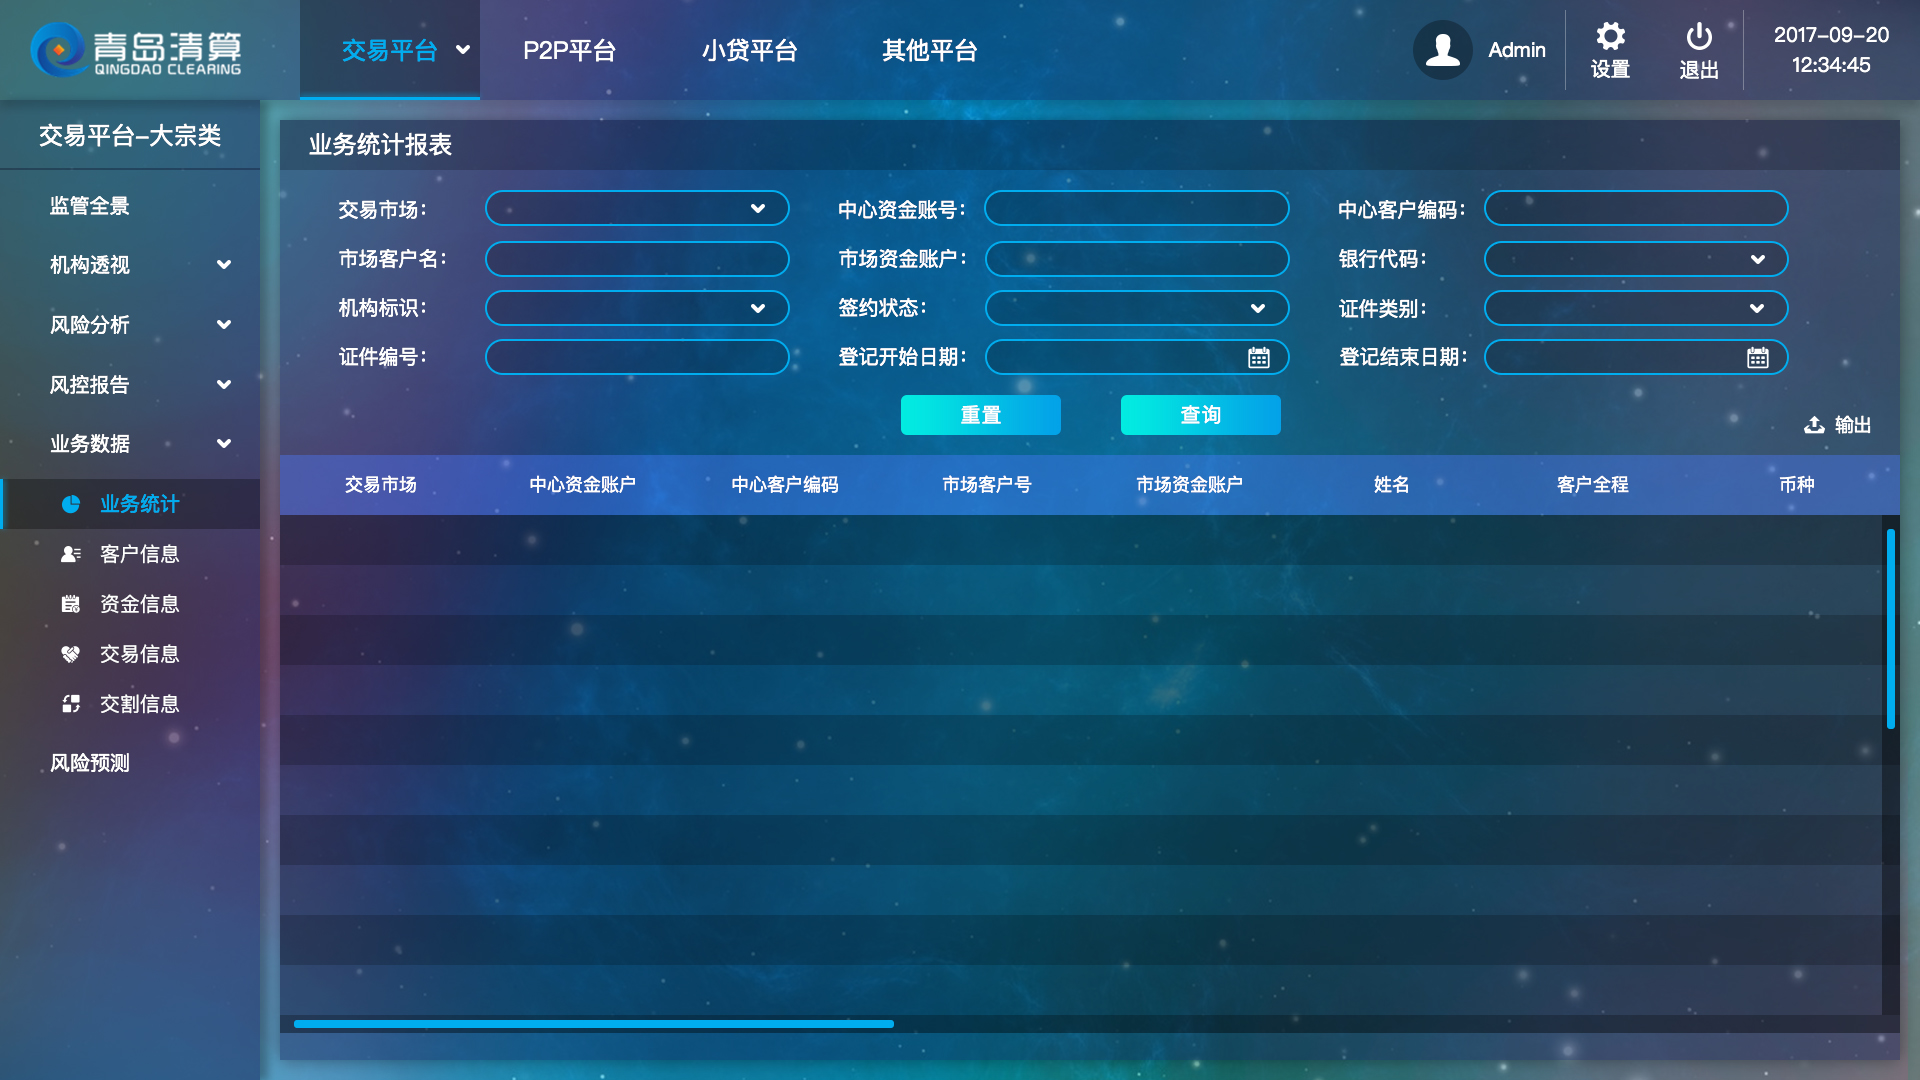 青岛清算
QINGDAO CLEARING
交易平台
P2P平台
小贷平台
其他平台
Admin
设置
退出
2017-09-20
12:34:45
交易平台-大宗类
监管全景
机构透视
风险分析
风控报告
业务数据
业务统计
客户信息
资金信息
交易信息
交割信息
风险预测
业务统计报表
交易市场:
中心资金账号:
中心客户编码:
市场客户名:
市场资金账户:
银行代码:
机构标识:
签约状态:
证件类别:
证件编号:
登记开始日期:
登记结束日期:
重置
查询
输出
交易市场
中心资金账户
中心客户编码
市场客户号
市场资金账户
姓名
客户全程
币种